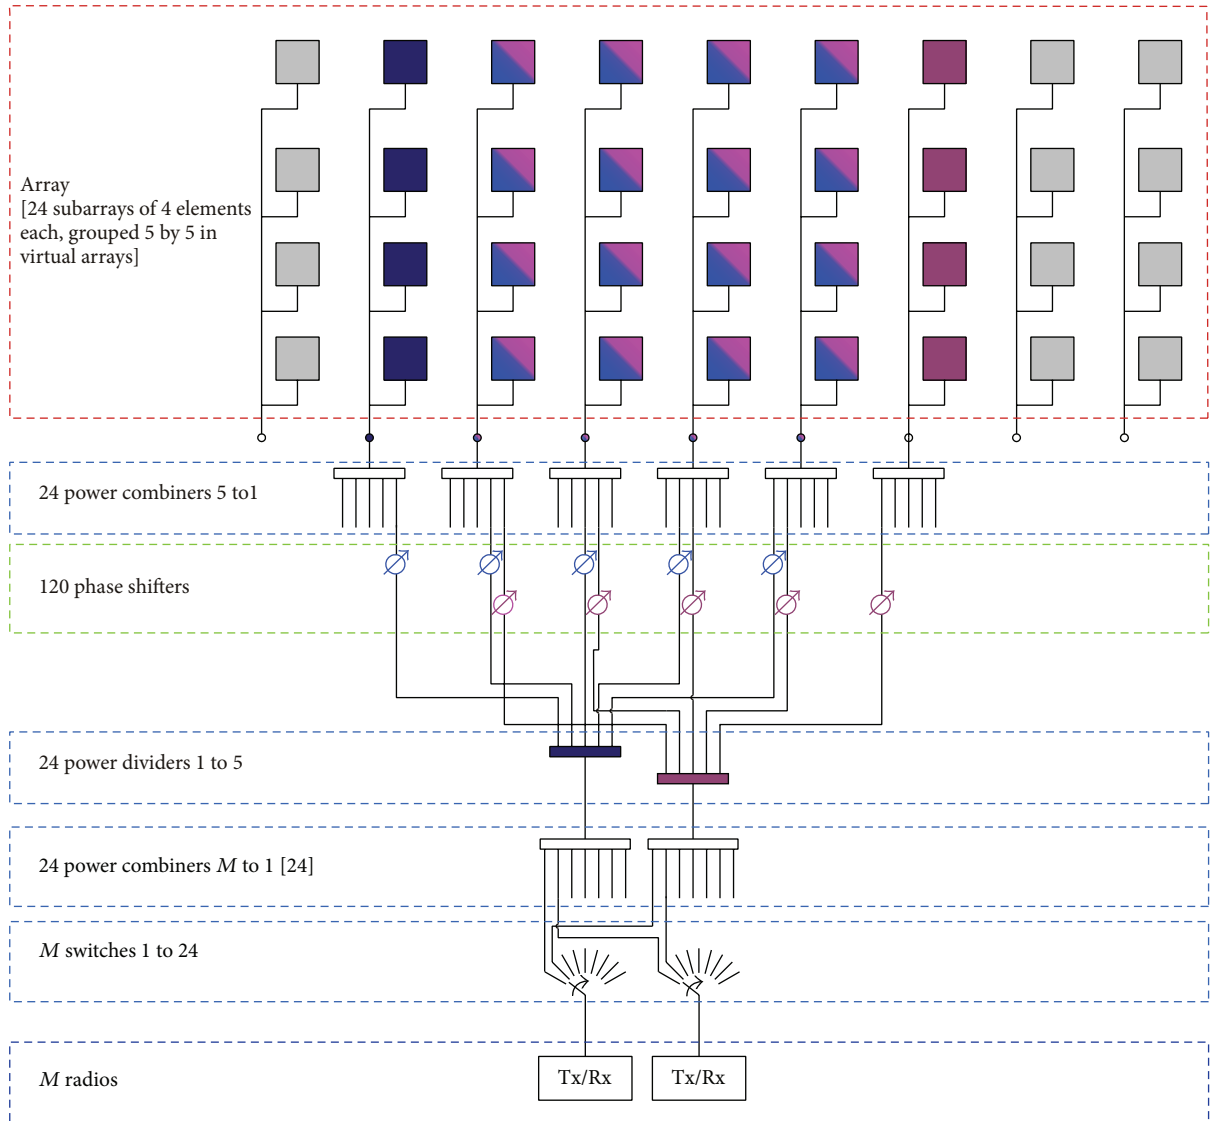 Array
[24 subarrays of 4 elements
each, grouped 5 by 5 in
virtual arrays]
24 power combiners 5 to1
120 phase shifters
24 power dividers 1 to 5
24 power combiners M to 1 [24]
M switches 1 to 24
M radios
Tx/Rx
Tx/Rx